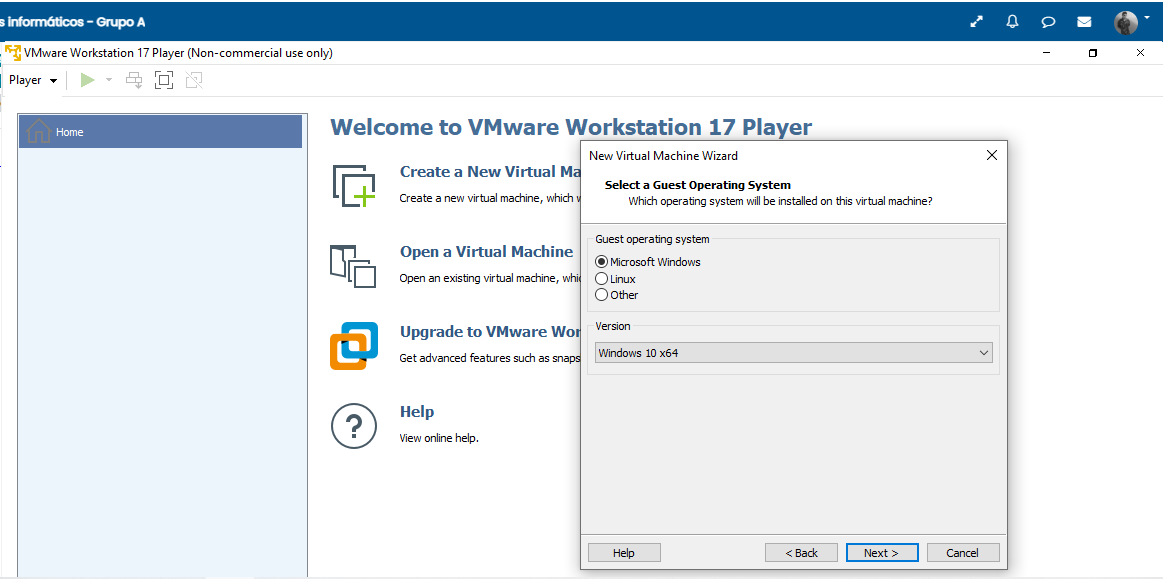 s informáticos - Grupo A
VMware Workstation 17 Player (Non-commercial use only)
Player
Home
Welcome to VMware Workstation 17 Player
Create a New Virtual Ma
Create a new virtual machine, which
Open a Virtual Machine
Open an existing virtual machine, whi
Upgrade to VMware Wor
Get advanced features such as snaps
Help
View online help.
New Virtual Machine Wizard
Select a Guest Operating System
Which operating system will be installed on this virtual machine?
Guest operating system
Microsoft Windows
Linux
Other
Version
Windows 10 x64
Help
< Back
Next >
Cancel